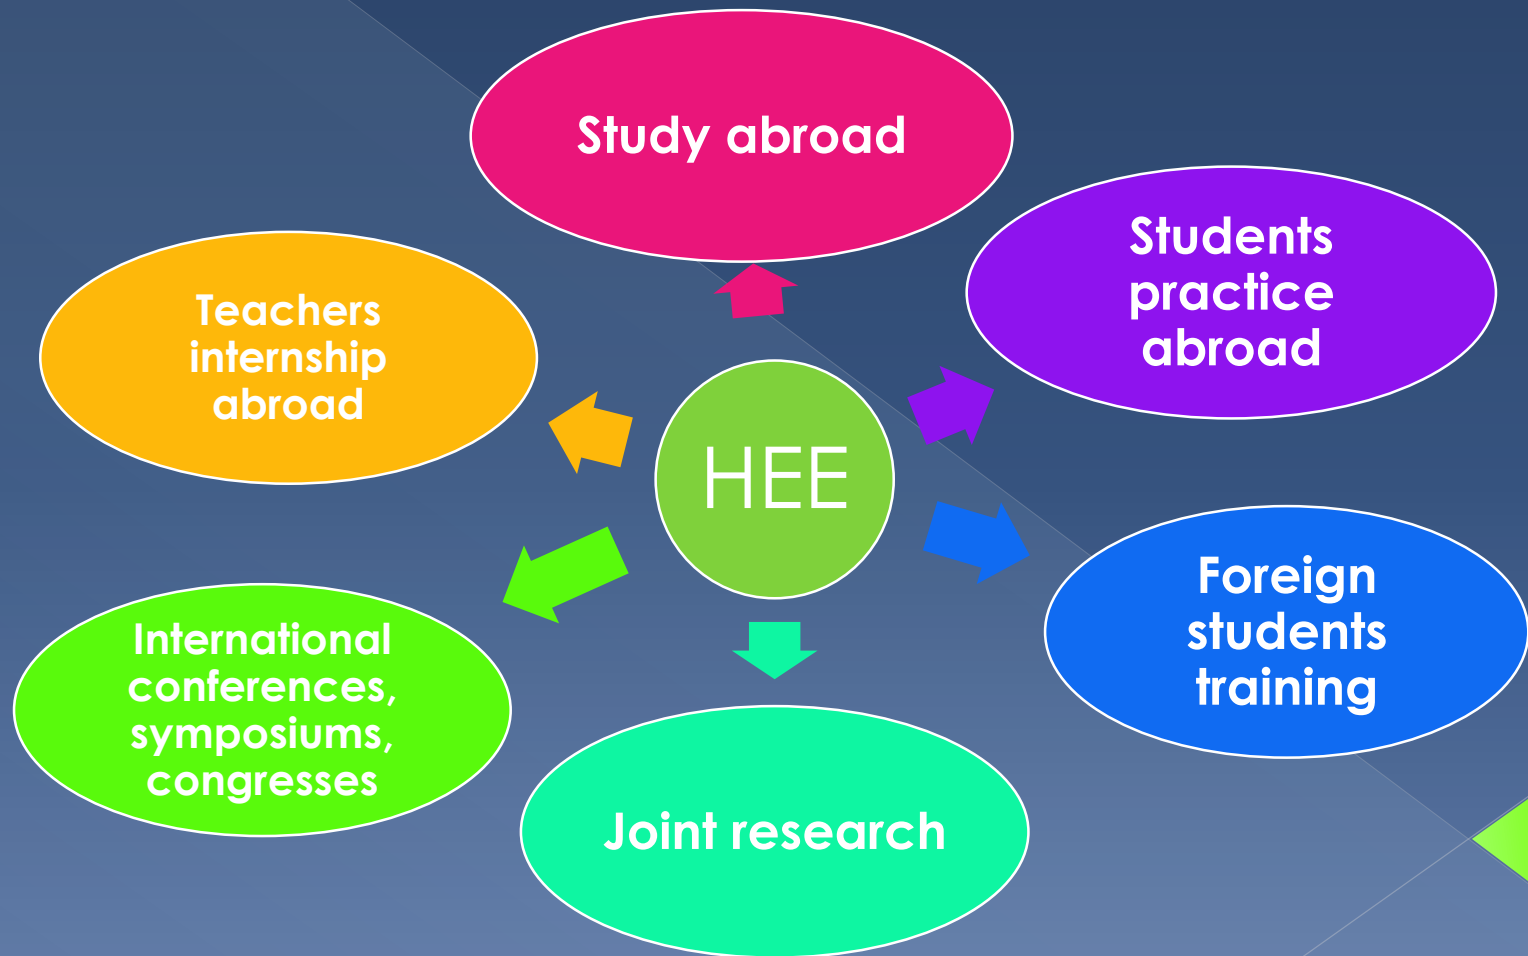 Study abroad
Students
practice
abroad
Teachers
internship
abroad
HEE
Foreign
students
training
International
conferences,
symposiums,
congresses
Joint research